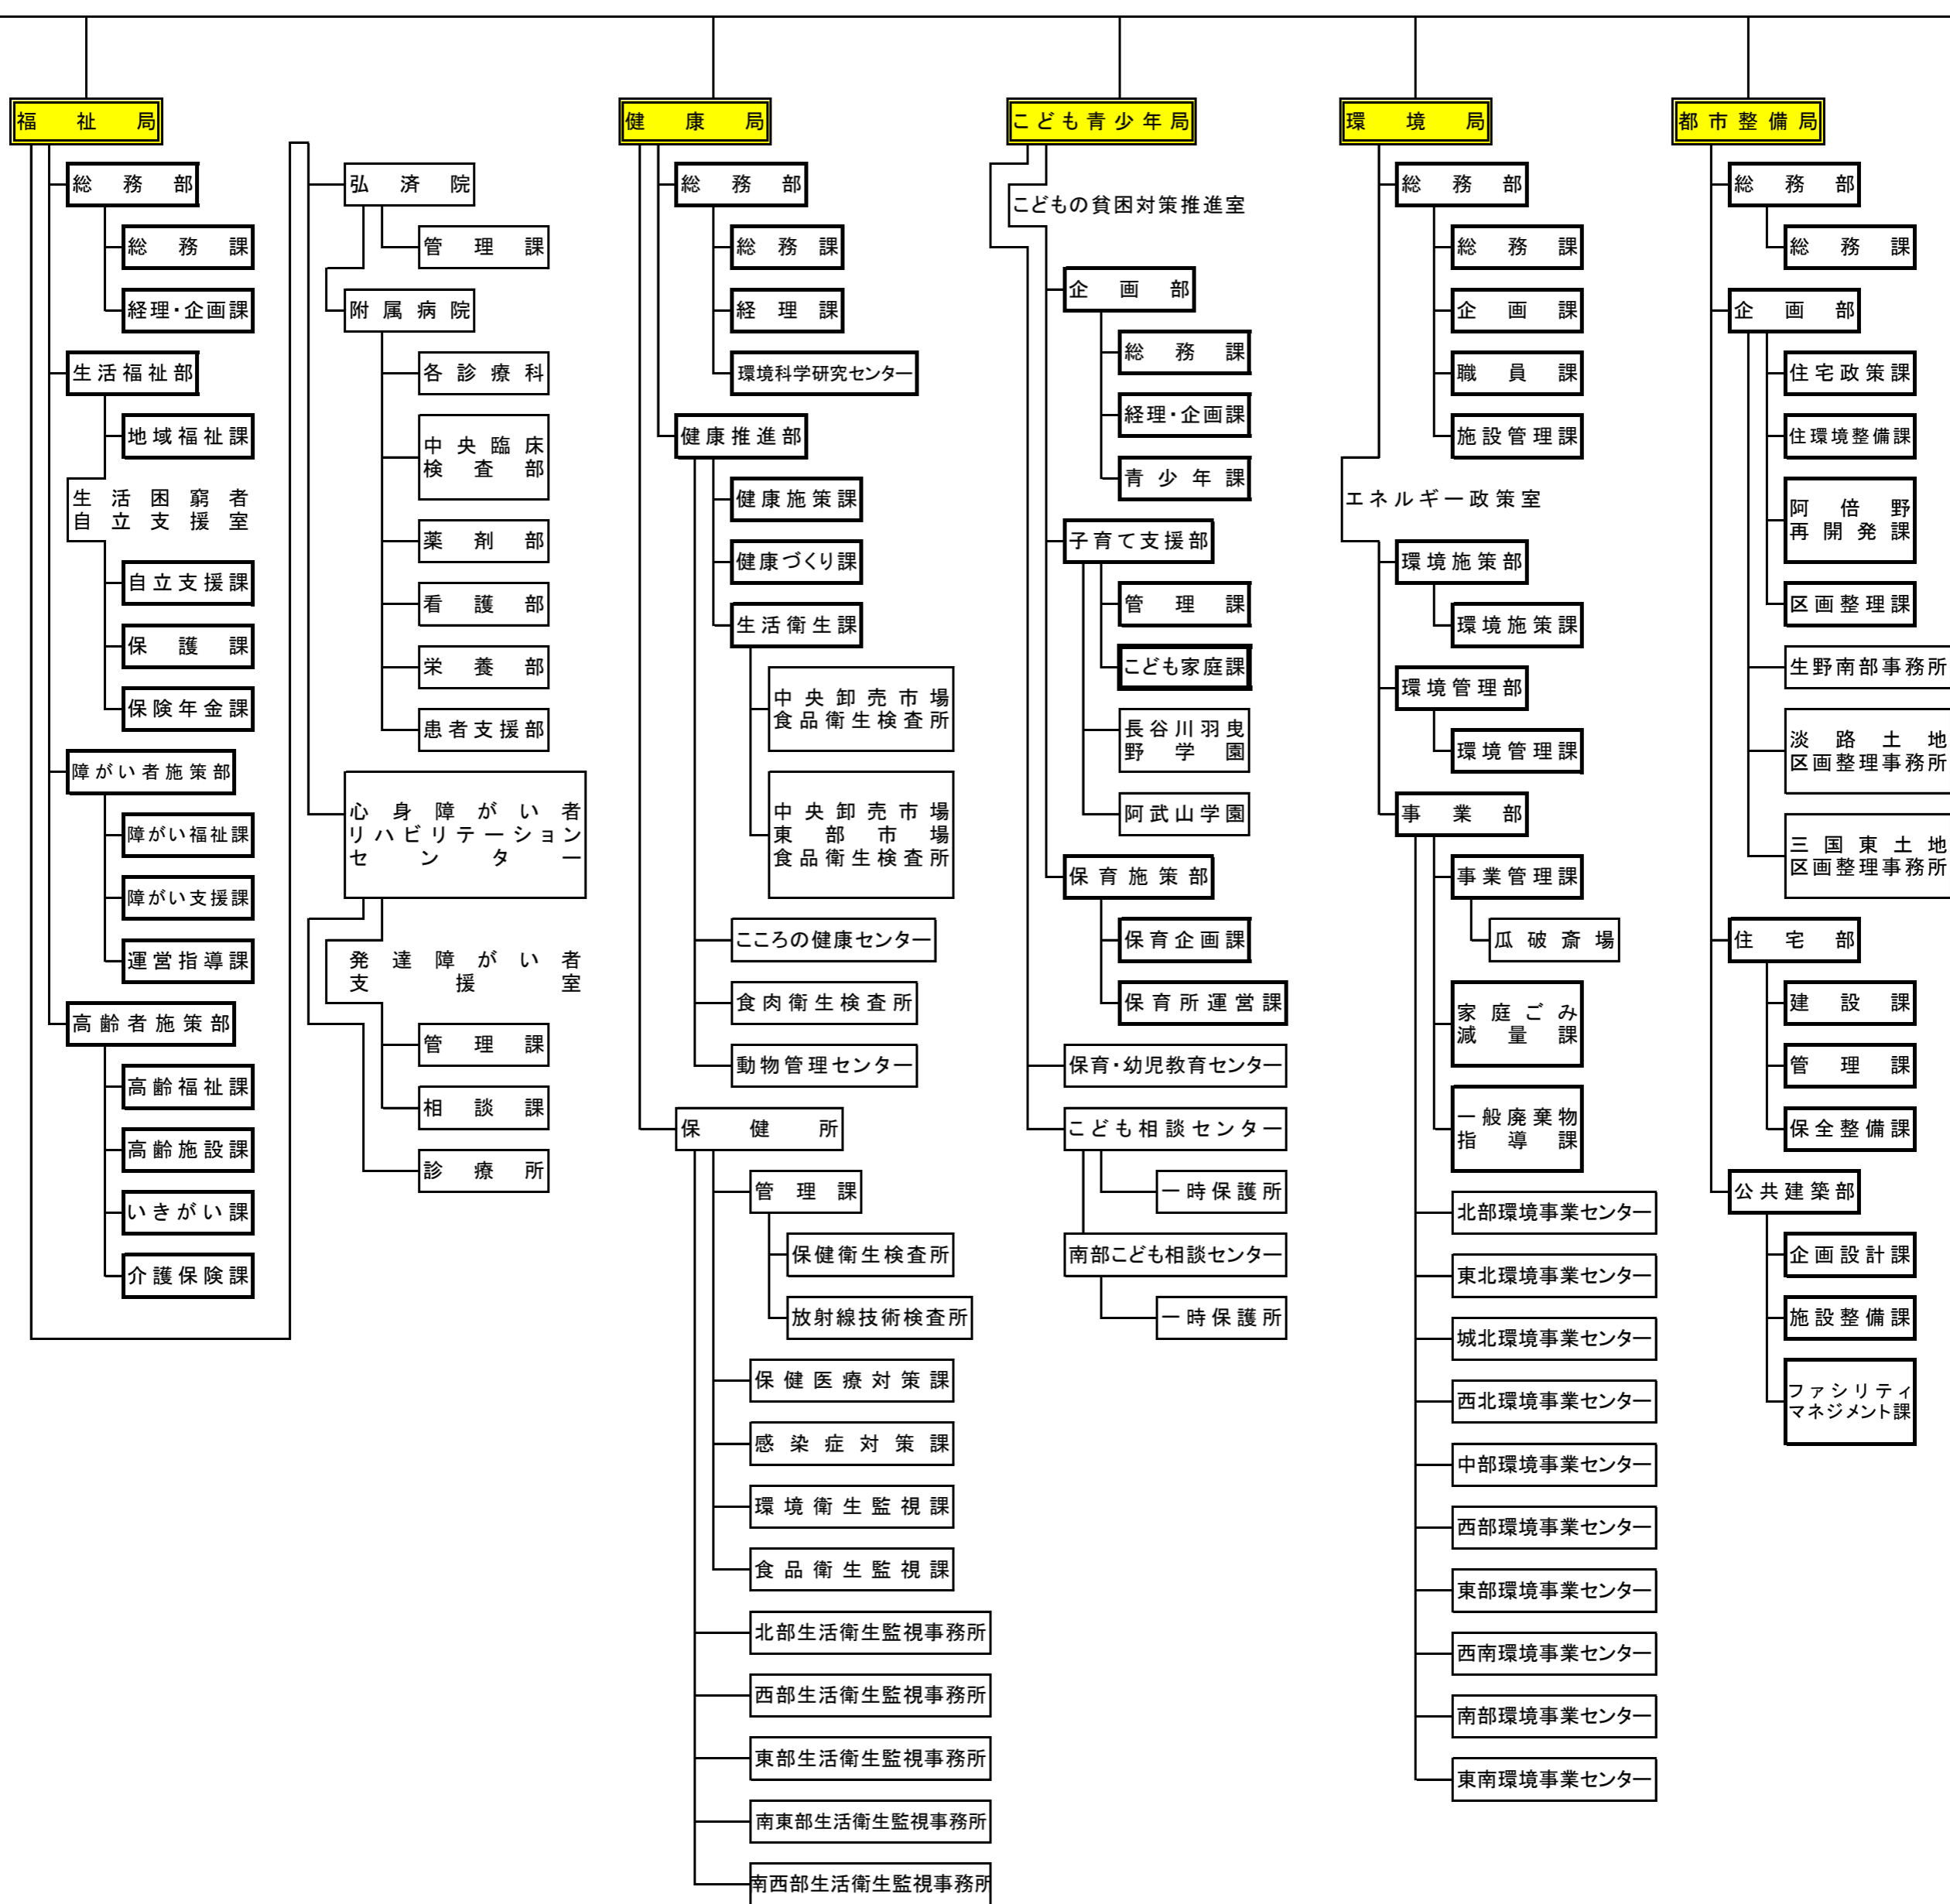 福祉局
総務部
総務課
経理・企画課
生活福祉部
地域福祉課
生活困窮者
自立支援室
自立支援課
保護課
保険年金課
障がい者施策部
障がい福祉課
障がい支援課
運営指導課
高齢者施策部
高齢福祉課
高齢施設課
いきがい課
介護保険課
弘済院
管理課
附属病院
各診療科
中央臨床
検査部
薬剤部
看護部
栄養部
患者支援部
心身障がい者
リハビリテーション
センター
発達障がい者
支援室
管理課
相談課
診療所
健康局
総務部
総務課
経理課
環境科学研究センター
健康推進部
健康施策課
健康づくり課
生活衛生課
中央卸売市場
食品衛生検査所
中央卸売市場
東部市場
食品衛生検査所
こころの健康センター
食肉衛生検査所
動物管理センター
保健所
管理課
保健衛生検査所
放射線技術検査所
保健医療対策課
感染症対策課
環境衛生監視課
食品衛生監視課
北部生活衛生監視事務所
西部生活衛生監視事務所
東部生活衛生監視事務所
南東部生活衛生監視事務所
南西部生活衛生監視事務所
こども青少年局
こどもの貧困対策推進室
企画部
総務課
経理・企画課
青少年課
子育て支援部
管理課
こども家庭課
長谷川羽曳
野学園
阿武山学園
保育施策部
保育企画課
保育所運営課
保育・幼児教育センター
こども相談センター
一時保護所
南部こども相談センター
一時保護所
環境局
総務部
総務課
企画課
職員課
施設管理課
エネルギー政策室
環境施策部
環境施策課
環境管理部
環境管理課
事業部
事業管理課
瓜破斎場
家庭ごみ
減量課
一般廃棄物
指導課
北部環境事業センター
東北環境事業センター
城北環境事業センター
西北環境事業センター
中部環境事業センター
西部環境事業センター
東部環境事業センター
西南環境事業センター
南部環境事業センター
東南環境事業センター
都市整備局
総務部
総務課
企画部
住宅政策課
住環境整備課
阿倍野
再開発課
区画整理課
生野南部事務所
淡路土地
区画整理事務所
三国東土地
区画整理事務所
住宅部
建設課
管理課
保全整備課
公共建築部
企画設計課
施設整備課
ファシリティ
マネジメント課